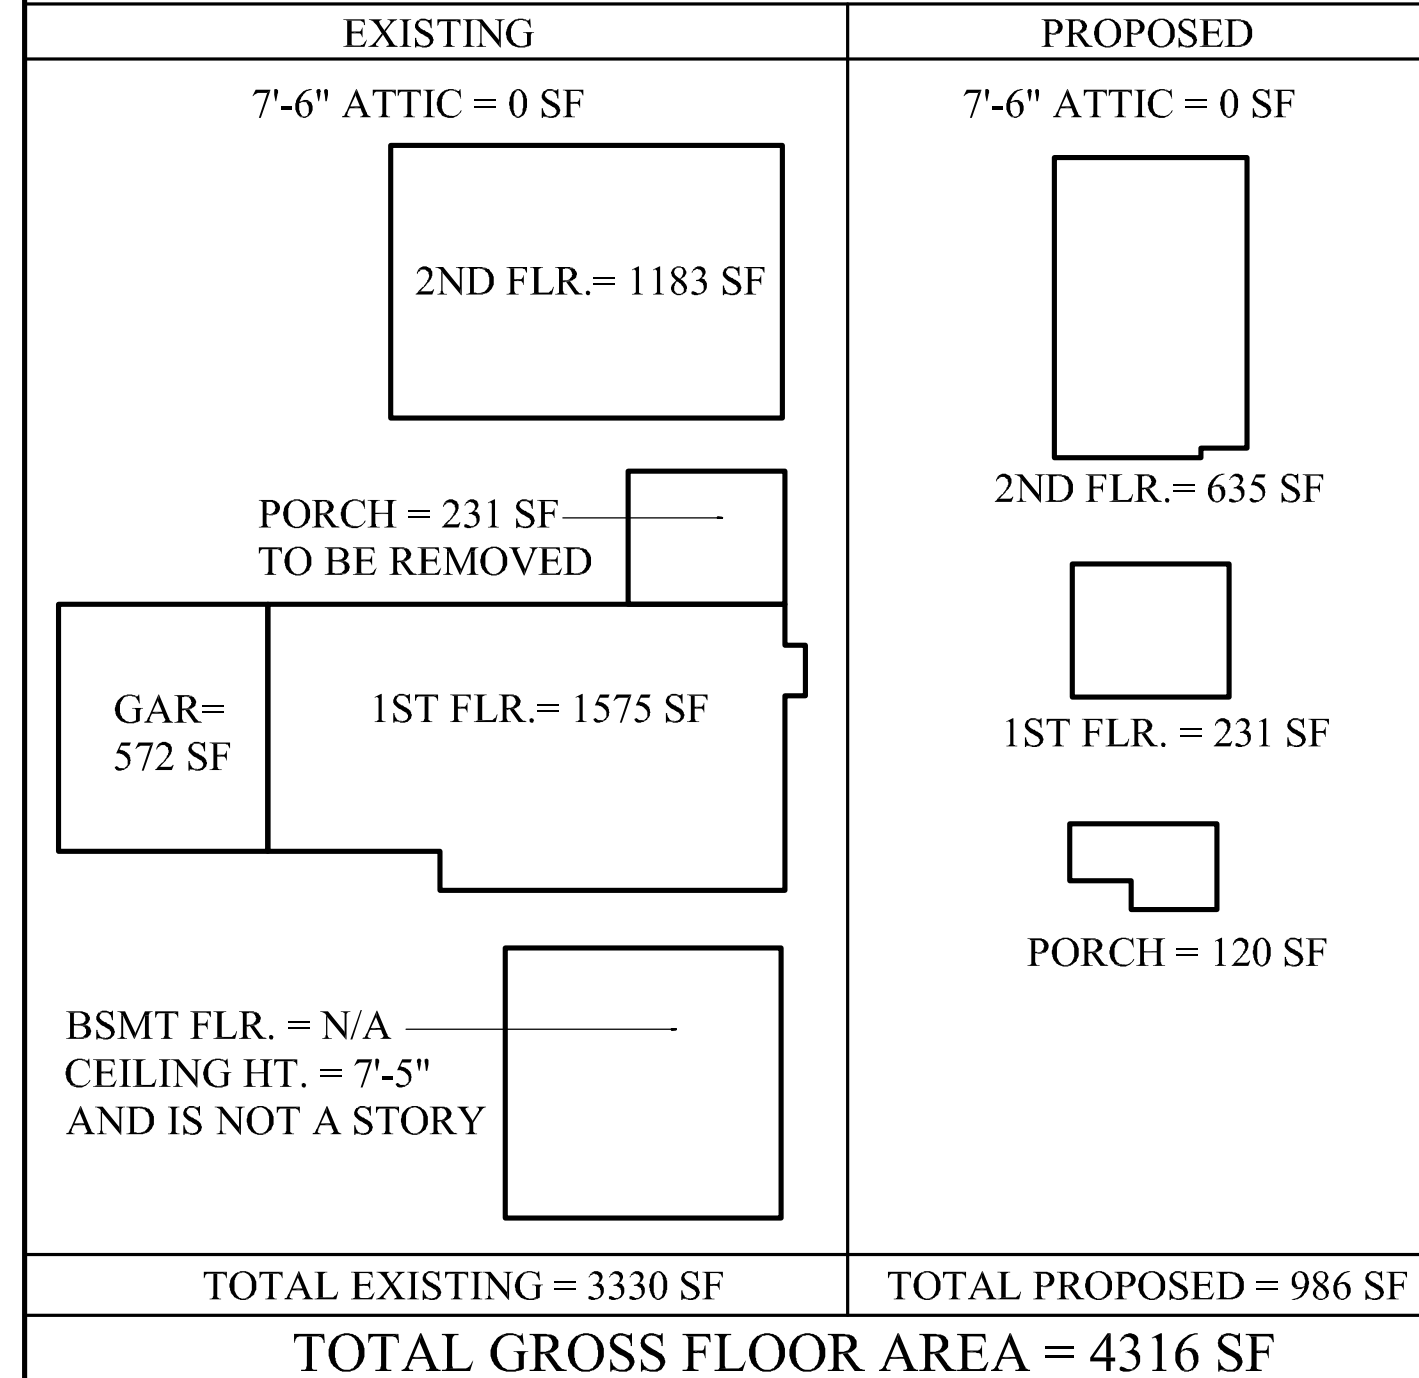 EXISTING
PROPOSED
7'-6" ATTIC = 0 SF
2ND FLR.= 1183 SF
PORCH = 231 SF
TO BE REMOVED
GAR=
572 SF
1ST FLR.= 1575 SF
BSMT FLR. = N/A
CEILING HT. = 7'-5"
AND IS NOT A STORY
7'-6" ATTIC = 0 SF
2ND FLR.= 635 SF
1ST FLR. = 231 SF
PORCH = 120 SF
TOTAL EXISTING = 3330 SF
TOTAL PROPOSED = 986 SF
TOTAL GROSS FLOOR AREA = 4316 SF